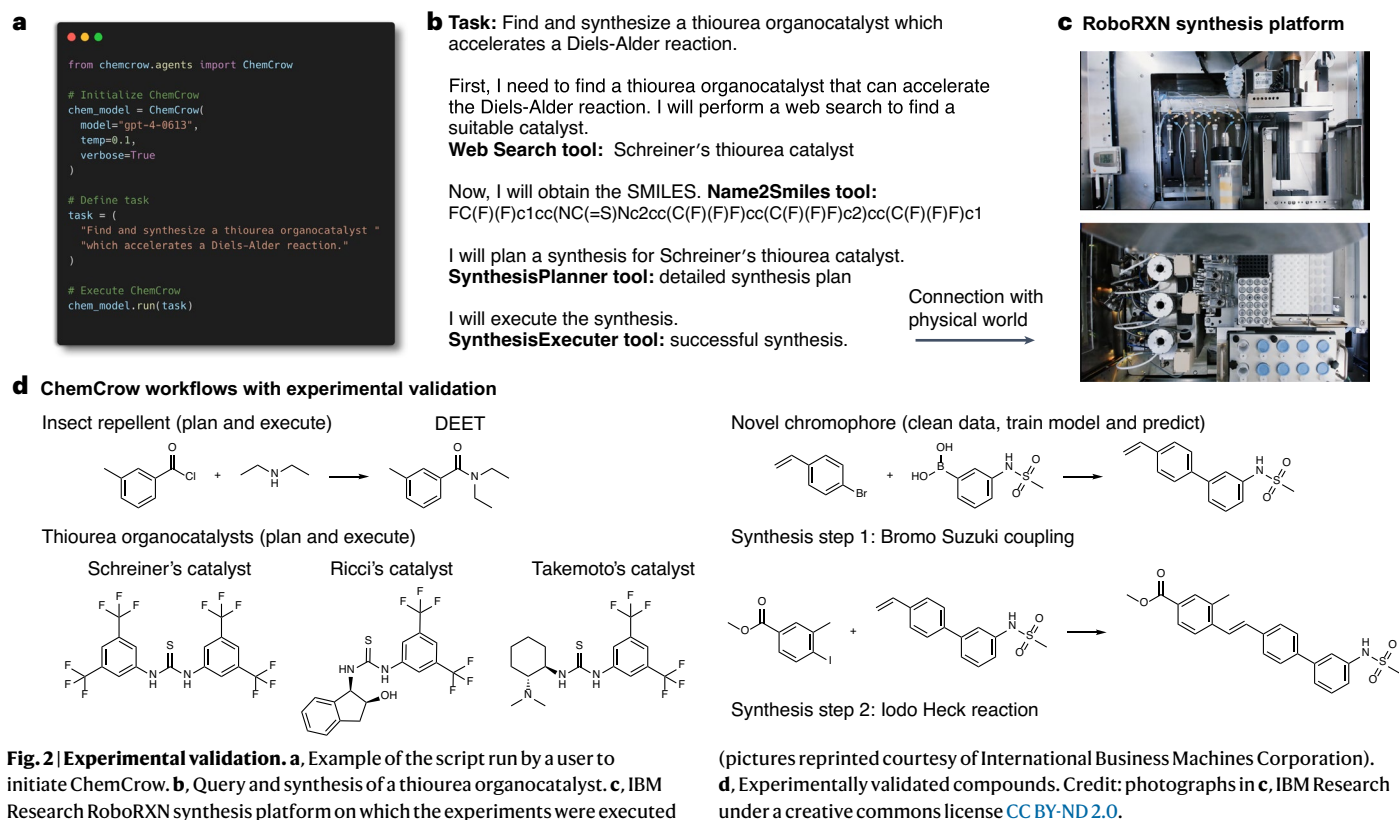 a
from chemcrow.agents import ChemCrow
# Initialize ChemCrow
chem_model = ChemCrow(
model="gpt-4-0613",
temp=0.1,
verbose=True
)
# Define task
task = (
"Find and synthesize a thiourea organocatalyst "
"which accelerates a Diels-Alder reaction."
)
# Execute ChemCrow
chem_model.run(task)
b Task: Find and synthesize a thiourea organocatalyst which
accelerates a Diels-Alder reaction.
First, I need to find a thiourea organocatalyst that can accelerate
the Diels-Alder reaction. I will perform a web search to find a
suitable catalyst.
Web Search tool: Schreiner's thiourea catalyst
Now, I will obtain the SMILES. Name2Smiles tool:
FC(F)(F)c1cc(NC(=S)Nc2cc(C(F)(F)F)cc(C(F)(F)F)c2)cc(C(F)(F)F)c1
I will plan a synthesis for Schreiner's thiourea catalyst.
SynthesisPlanner tool: detailed synthesis plan
I will execute the synthesis.
SynthesisExecuter tool: successful synthesis.
Connection with
physical world
c RoboRXN synthesis platform
d ChemCrow workflows with experimental validation
Insect repellent (plan and execute)
DEET
O
Cl
+
N
H
O
N
Thiourea organocatalysts (plan and execute)
Schreiner's catalyst
F
F
F
F
F
F
F
F
F
F
F
F
S
N
H
N
H
Ricci's catalyst
F
F
F
F
F
F
S
HN
N
H
OH
Takemoto's catalyst
F
F
F
F
F
F
S
N
H
N
H
N
Novel chromophore (clean data, train model and predict)
Br
+
OH
B
HO
H
N
S
O
O
H
N
S
O
O
Synthesis step 1: Bromo Suzuki coupling
O
O
I
+
H
N
S
O
O
O
O
H
N
S
O
O
Synthesis step 2: Iodo Heck reaction
Fig. 2 | Experimental validation. a, Example of the script run by a user to
initiate ChemCrow. b, Query and synthesis of a thiourea organocatalyst. c, IBM
Research RoboRXN synthesis platform on which the experiments were executed
(pictures reprinted courtesy of International Business Machines Corporation).
d, Experimentally validated compounds. Credit: photographs in c, IBM Research
under a creative commons license CC BY-ND 2.0.